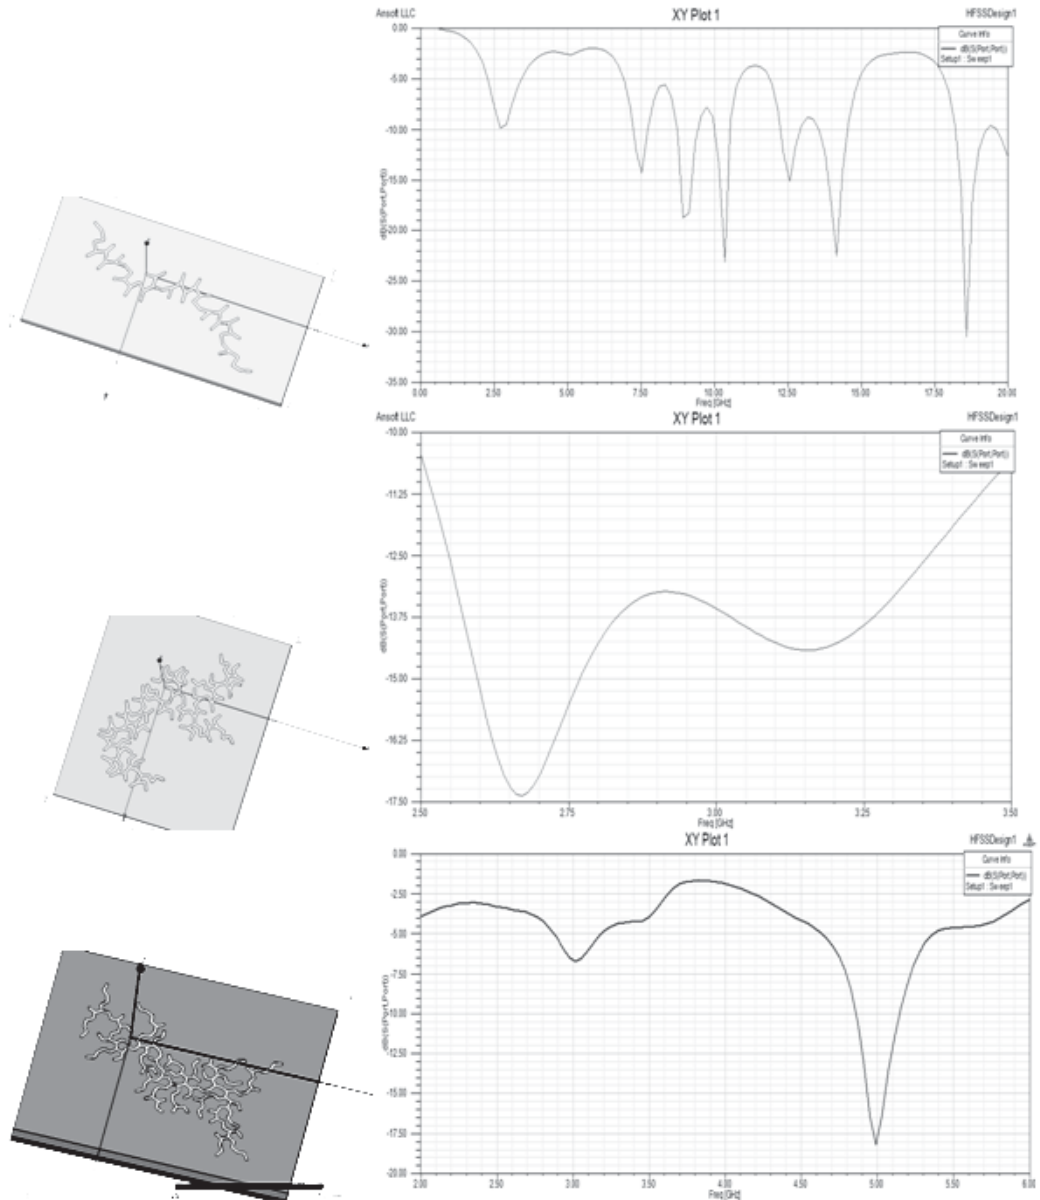 Ansoft LLC
XY Plot 1
HFSSDesign1
Curve Info
dB(S(Port,Port))
Setup1 : Sweep1
0.00
-5.00
-10.00
-15.00
-20.00
-25.00
-30.00
-35.00
dB(S(Port,Port))
0.00 2.50 5.00 7.50 10.00 12.50 15.00 17.50 20.00
Freq [GHz]
Ansoft LLC
XY Plot 1
HFSSDesign1
Curve Info
dB(S(Port,Port))
Setup1 : Sweep1
-10.00
-11.25
-12.50
-13.75
-15.00
-16.25
-17.50
dB(S(Port,Port))
2.50 2.75 3.00 3.25 3.50
Freq [GHz]
XY Plot 1
HFSSDesign1
Curve Info
dB(S(Port,Port))
Setup1 : Sweep1
0.00
-2.50
-5.00
-7.50
-10.00
-12.50
-15.00
-17.50
-20.00
dB(S(Port,Port))
2.00 2.50 3.00 3.50 4.00 4.50 5.00 5.50 6.00
Freq [GHz]